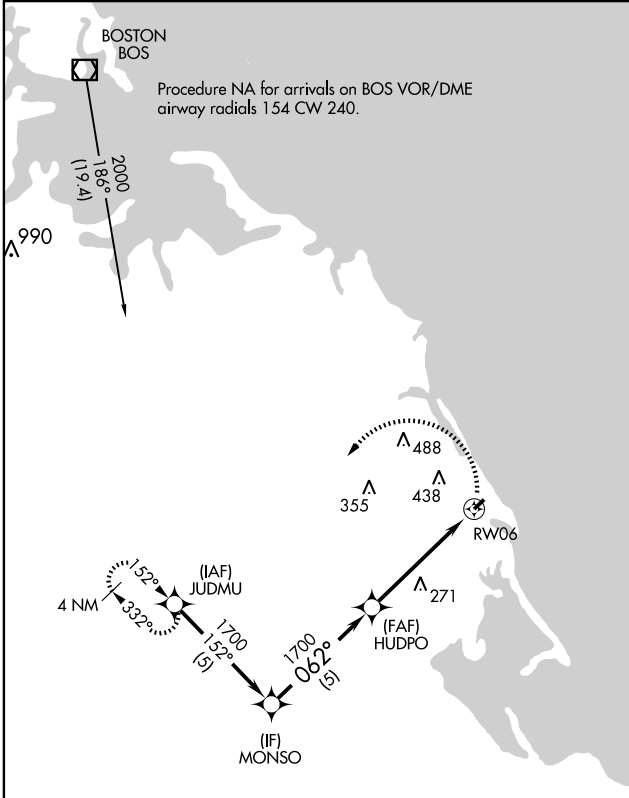 BOSTON
BOS
Procedure NA for arrivals on BOS VOR/DME
airway radials 154 CW 240.
2000
186°
(19.4)
990
488
355
438
RW06
271
(IAF)
JUDMU
152°
4 NM
332°
1700
152°
(5)
1700
062°
(5)
(FAF)
HUDPO
(IF)
MONSO